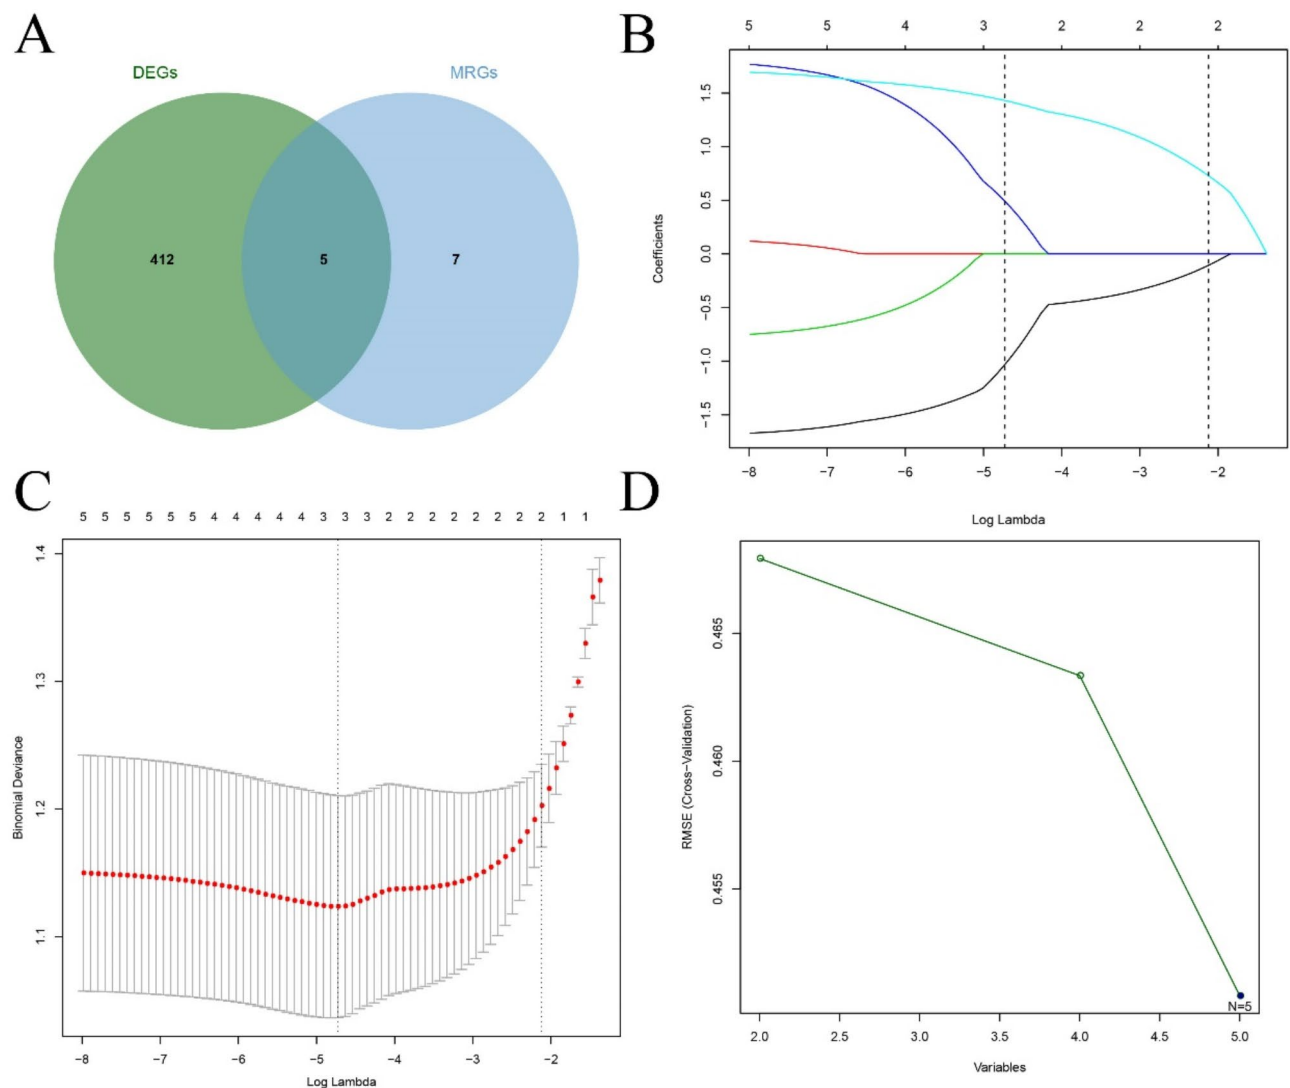 A
DEGs
MRGs
412
5
7
B
5 5 4 3 2 2 2
Coefficients
1.5
1.0
0.5
0.0
−0.5
−1.0
−1.5
−8 −7 −6 −5 −4 −3 −2
Log Lambda
C
5 5 5 5 5 5 4 4 4 4 4 3 3 3 2 2 2 2 2 2 2 2 1 1
Binomial Deviance
1.4
1.3
1.2
1.1
−8 −7 −6 −5 −4 −3 −2
Log Lambda
D
RMSE (Cross−Validation)
0.465
0.460
0.455
N=5
2.0 2.5 3.0 3.5 4.0 4.5 5.0
Variables